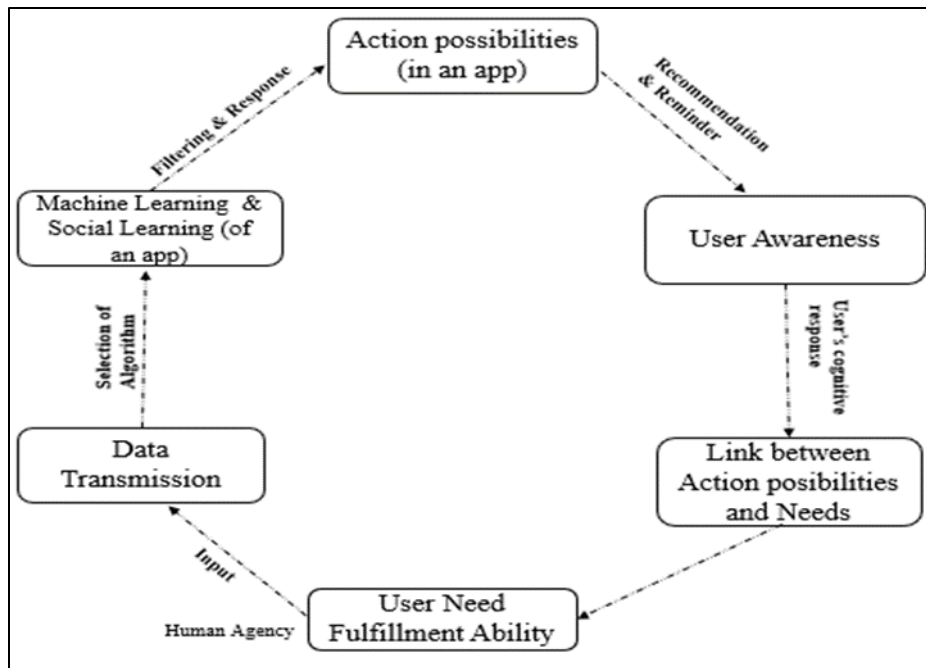 Action possibilities
(in an app)
Filtering & Response
Recommendation
& Reminder
Machine Learning &
Social Learning (of
an app)
User Awareness
Selection of
Algorithm
User's cognitive
response
Data
Transmission
Link between
Action posibilities
and Needs
Input
Human Agency
User Need
Fulfillment Ability